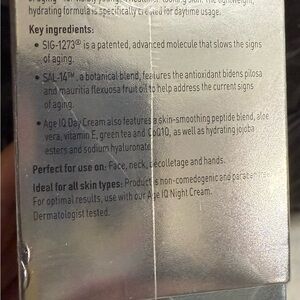 hydrating formula is specifically created for daytime usage.
Key ingredients:
• SIG-1273® is a patented, advanced molecule that slows the signs
of aging.
• SAL-14™, a botanical blend, features the antioxidant bidens pilosa
and mauritia flexuosa fruit oil to help address the current signs
of aging.
• Age IQ Day Cream also features a skin-smoothing peptide blend, aloe
vera, vitamin E, green tea and CoQ10, as well as hydrating jojoba
esters and sodium hyaluronate.
Perfect for use on: Face, neck, décolletage and hands.
Ideal for all skin types: Product is non-comedogenic and paraben free.
For optimal results, use with our Age IQ Night Cream.
Dermatologist tested.